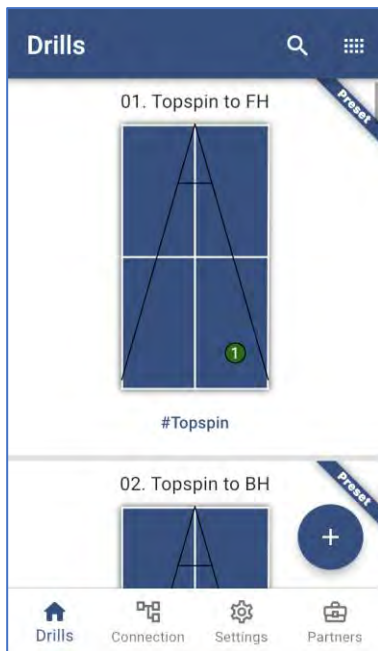 Drills
01. Topspin to FH
Preset
1
#Topspin
02. Topspin to BH
Preset
+
Drills
Connection
Settings
Partners